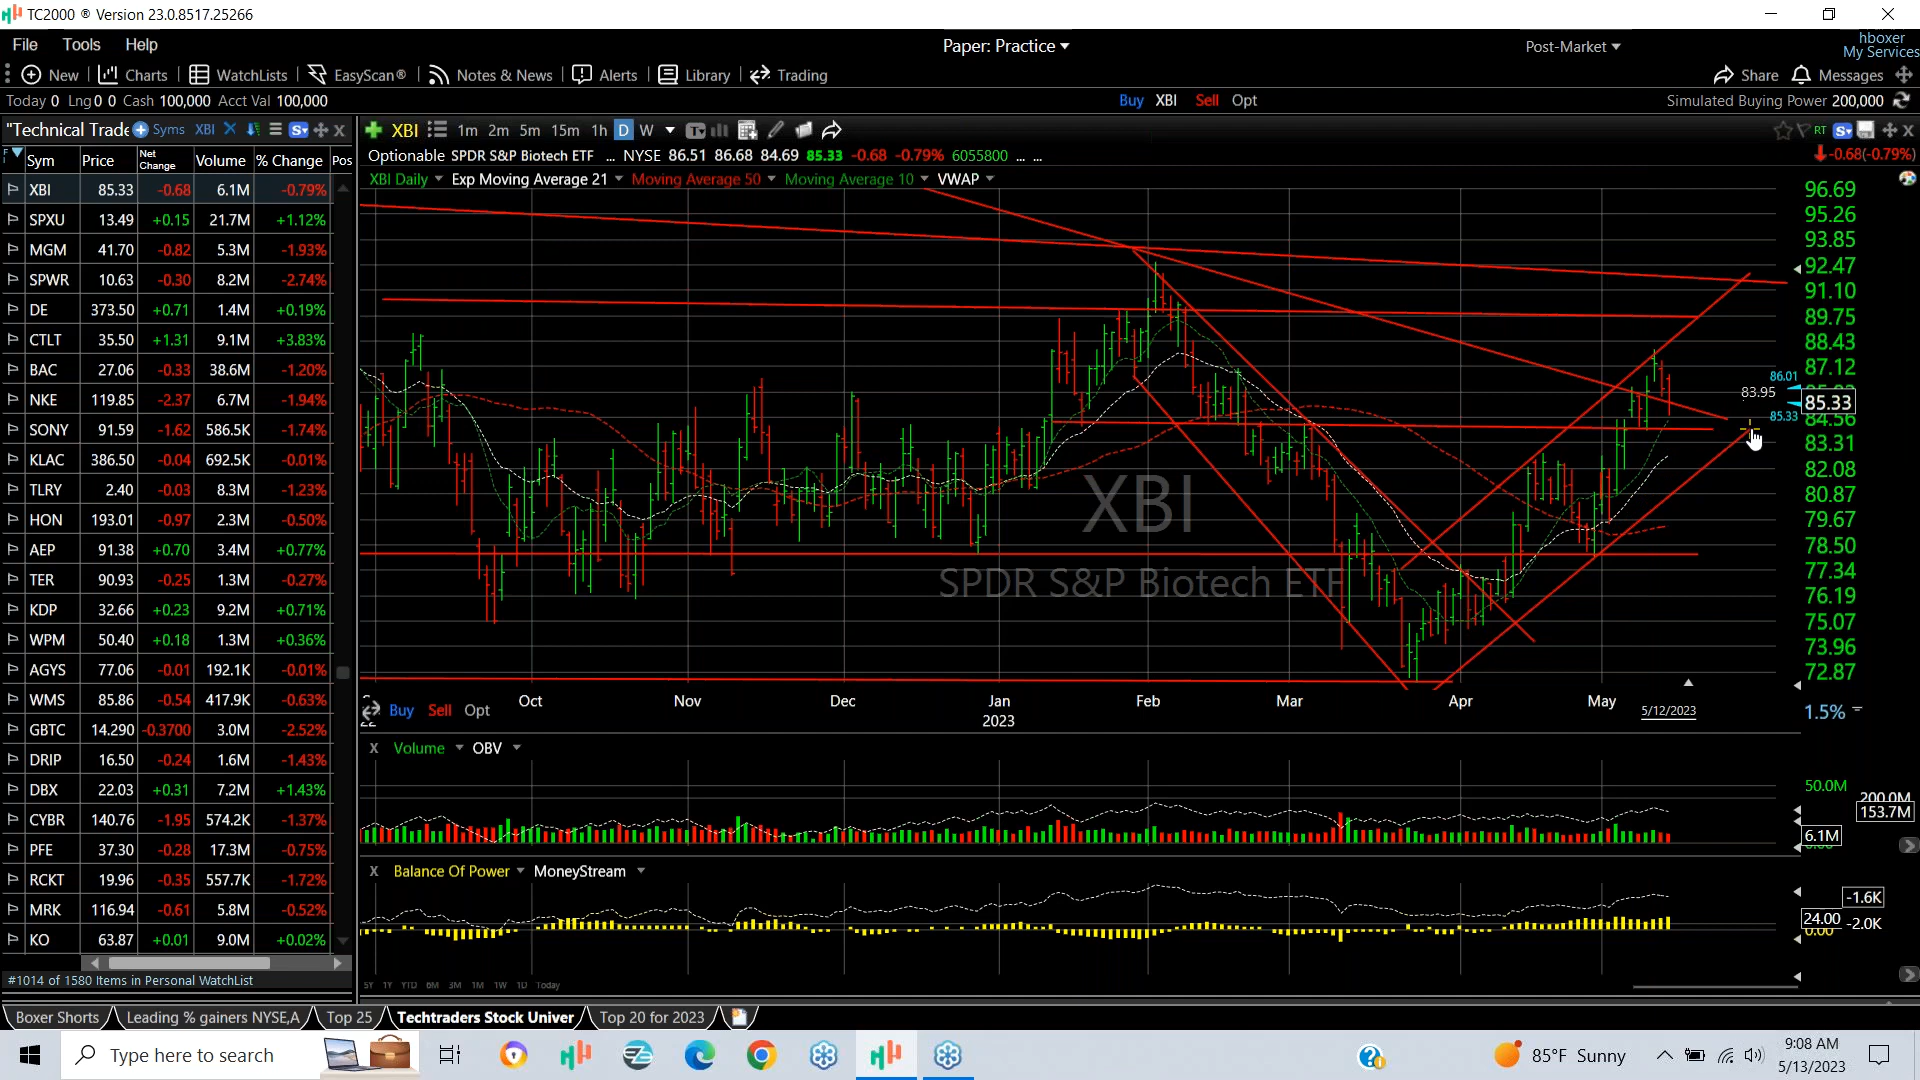 TC2000 ® Version 23.0.8517.25266
File Tools Help
Paper: Practice
Post-Market
hboxer
My Services
New Charts WatchLists EasyScan® Notes & News Alerts Library Trading
Share Messages
Today 0 Lng 0 0 Cash 100,000 Acct Val 100,000
Buy XBI Sell Opt
Simulated Buying Power 200,000
"Technical Trade Syms XBI
XBI 1m 2m 5m 15m 1h D W
RT
Sym Price Net Change Volume % Change Pos
Optionable SPDR S&P Biotech ETF ... NYSE 86.51 86.68 84.69 85.33 -0.68 -0.79% 6055800 ... ...
-0.68(-0.79%)
XBI Daily Exp Moving Average 21 Moving Average 50 Moving Average 10 VWAP
XBI 85.33 -0.68 6.1M -0.79%
SPXU 13.49 +0.15 21.7M +1.12%
MGM 41.70 -0.82 5.3M -1.93%
SPWR 10.63 -0.30 8.2M -2.74%
DE 373.50 +0.71 1.4M +0.19%
CTLT 35.50 +1.31 9.1M +3.83%
BAC 27.06 -0.33 38.6M -1.20%
NKE 119.85 -2.37 6.7M -1.94%
SONY 91.59 -1.62 586.5K -1.74%
KLAC 386.50 -0.04 692.5K -0.01%
TLRY 2.40 -0.03 8.3M -1.23%
HON 193.01 -0.97 2.3M -0.50%
AEP 91.38 +0.70 3.4M +0.77%
TER 90.93 -0.25 1.3M -0.27%
KDP 32.66 +0.23 9.2M +0.71%
WPM 50.40 +0.18 1.3M +0.36%
AGYS 77.06 -0.01 192.1K -0.01%
WMS 85.86 -0.54 417.9K -0.63%
GBTC 14.290 -0.3700 3.0M -2.52%
DRIP 16.50 -0.24 1.6M -1.43%
DBX 22.03 +0.31 7.2M +1.43%
CYBR 140.76 -1.95 574.2K -1.37%
PFE 37.30 -0.28 17.3M -0.75%
RCKT 19.96 -0.35 557.7K -1.72%
MRK 116.94 -0.61 5.8M -0.52%
KO 63.87 +0.01 9.0M +0.02%
#1014 of 1580 Items in Personal WatchList
96.69
95.26
93.85
92.47
91.10
89.75
88.43
87.12
86.01
83.95
85.33
85.33
84.56
83.31
82.08
80.87
79.67
78.50
77.34
76.19
75.07
73.96
72.87
XBI
SPDR S&P Biotech ETF
Oct Nov Dec Jan Feb Mar Apr May
2023
Buy Sell Opt
5/12/2023
1.5%
X Volume OBV
50.0M
200.0M
153.7M
6.1M
X Balance Of Power MoneyStream
-1.6K
24.00
0.00
-2.0K
5Y 1Y YTD 6M 3M 1M 1W 1D Today
Boxer Shorts Leading % gainers NYSE,A Top 25 Techtraders Stock Univer Top 20 for 2023
Type here to search
85°F Sunny
9:08 AM
5/13/2023